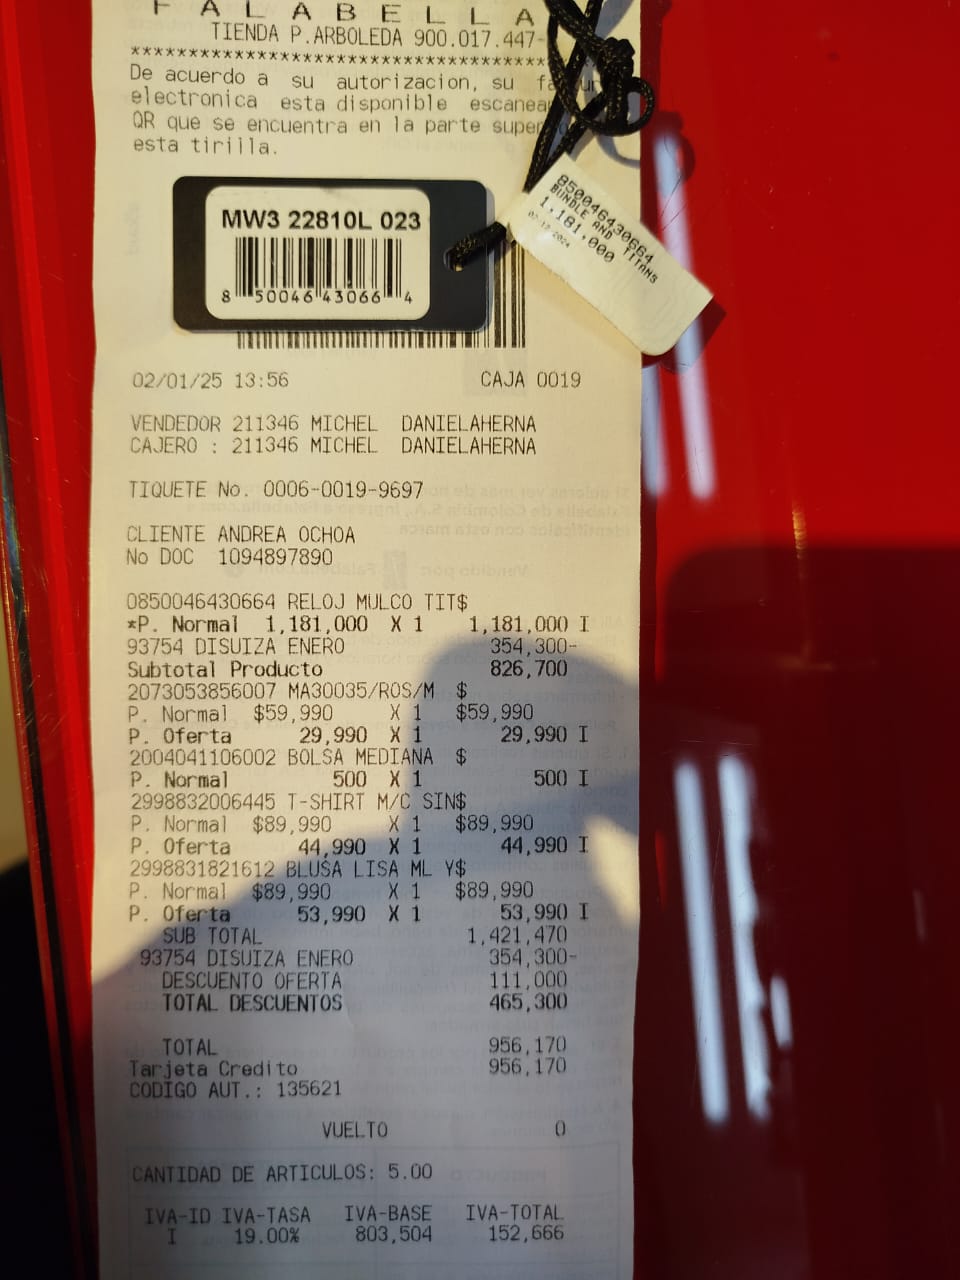 FALABELLA
TIENDA P.ARBOLEDA 900.017.447-
****************************************
De acuerdo a su autorizacion, su
electronica esta disponible
QR que se encuentra en la parte
esta tirilla.
MW3 22810L 023
8 50046 43066 4
850046430664
BUNDLE AND TITANS
1,181,000
02/01/25 13:56 CAJA 0019
VENDEDOR 211346 MICHEL DANIELAHERNA
CAJERO : 211346 MICHEL DANIELAHERNA
TIQUETE No. 0006-0019-9697
CLIENTE ANDREA OCHOA
No DOC 1094897890
0850046430664 RELOJ MULCO TIT$
*P. Normal 1,181,000 X 1 1,181,000 I
93754 DISUIZA ENERO 354,300-
Subtotal Producto 826,700
2073053856007 MA30035/ROS/M $
P. Normal $59,990 X 1 $59,990
P. Oferta 29,990 X 1 29,990 I
2004041106002 BOLSA MEDIANA $
P. Normal 500 X 1 500 I
2998832006445 T-SHIRT M/C SIN$
P. Normal $89,990 X 1 $89,990
P. Oferta 44,990 X 1 44,990 I
2998831821612 BLUSA LISA ML Y$
P. Normal $89,990 X 1 $89,990
P. Oferta 53,990 X 1 53,990 I
SUB TOTAL 1,421,470
93754 DISUIZA ENERO 354,300-
DESCUENTO OFERTA 111,000
TOTAL DESCUENTOS 465,300
TOTAL 956,170
Tarjeta Credito 956,170
CODIGO AUT.: 135621
VUELTO 0
CANTIDAD DE ARTICULOS: 5.00
IVA-ID IVA-TASA IVA-BASE IVA-TOTAL
I 19.00% 803,504 152,666